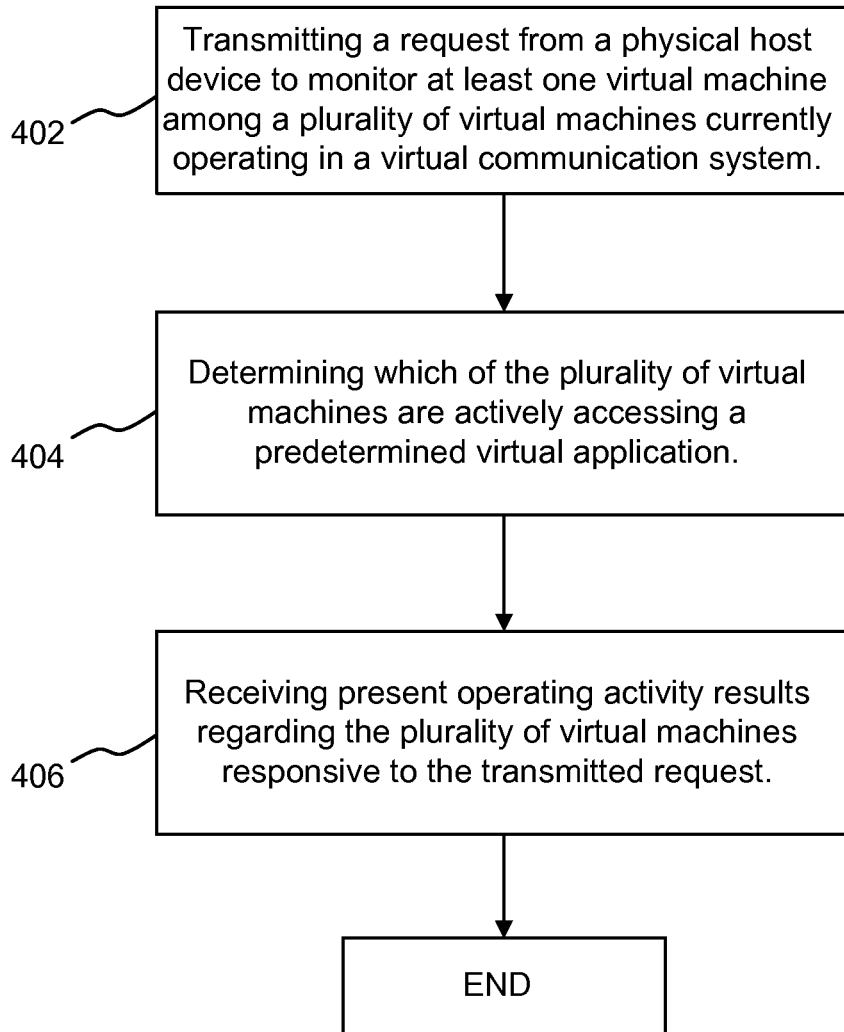 402
Transmitting a request from a physical host
device to monitor at least one virtual machine
among a plurality of virtual machines currently
operating in a virtual communication system.
404
Determining which of the plurality of virtual
machines are actively accessing a
predetermined virtual application.
406
Receiving present operating activity results
regarding the plurality of virtual machines
responsive to the transmitted request.
END